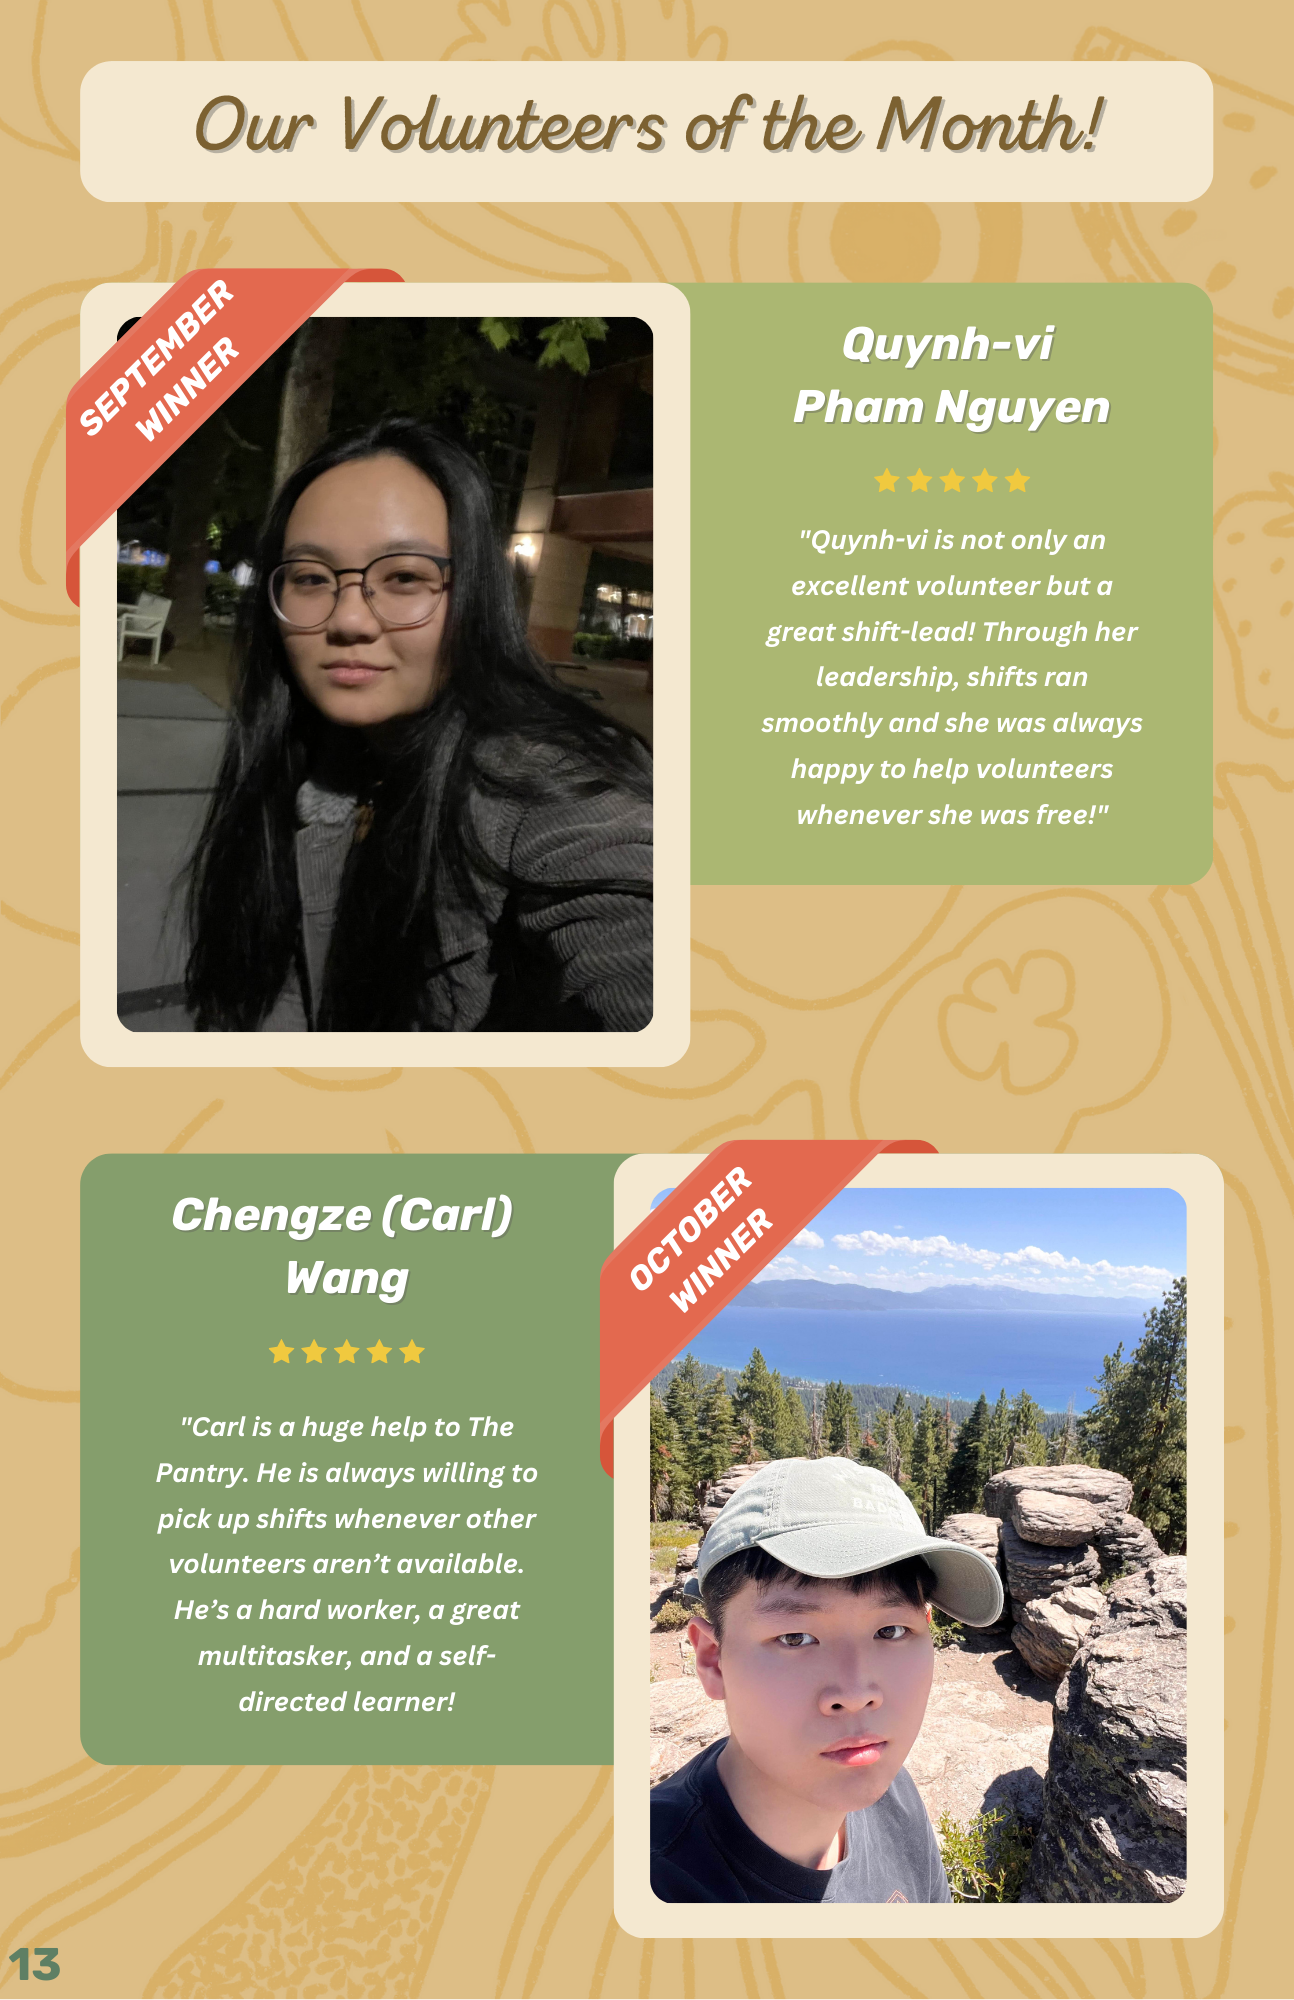 Our Volunteers of the Month!
SEPTEMBER
WINNER
Quynh-vi
Pham Nguyen
"Quynh-vi is not only an
excellent volunteer but a
great shift-lead! Through her
leadership, shifts ran
smoothly and she was always
happy to help volunteers
whenever she was free!"
Chengze (Carl)
Wang
"Carl is a huge help to The
Pantry. He is always willing to
pick up shifts whenever other
volunteers aren’t available.
He’s a hard worker, a great
multitasker, and a self-
directed learner!
OCTOBER
WINNER
13